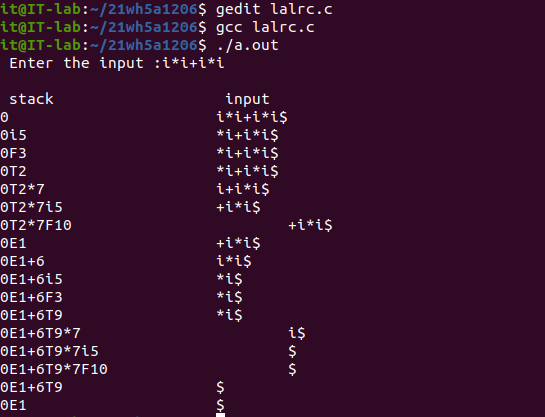 it@IT-lab:~/21wh5a1206$ gedit lalrc.c
it@IT-lab:~/21wh5a1206$ gcc lalrc.c
it@IT-lab:~/21wh5a1206$ ./a.out
Enter the input :i*i+i*i
stack input
0 i*i+i*i$
0i5 *i+i*i$
0F3 *i+i*i$
0T2 *i+i*i$
0T2*7 i+i*i$
0T2*7i5 +i*i$
0T2*7F10 +i*i$
0E1 +i*i$
0E1+6 i*i$
0E1+6i5 *i$
0E1+6F3 *i$
0E1+6T9 *i$
0E1+6T9*7 i$
0E1+6T9*7i5 $
0E1+6T9*7F10 $
0E1+6T9 $
0E1 $